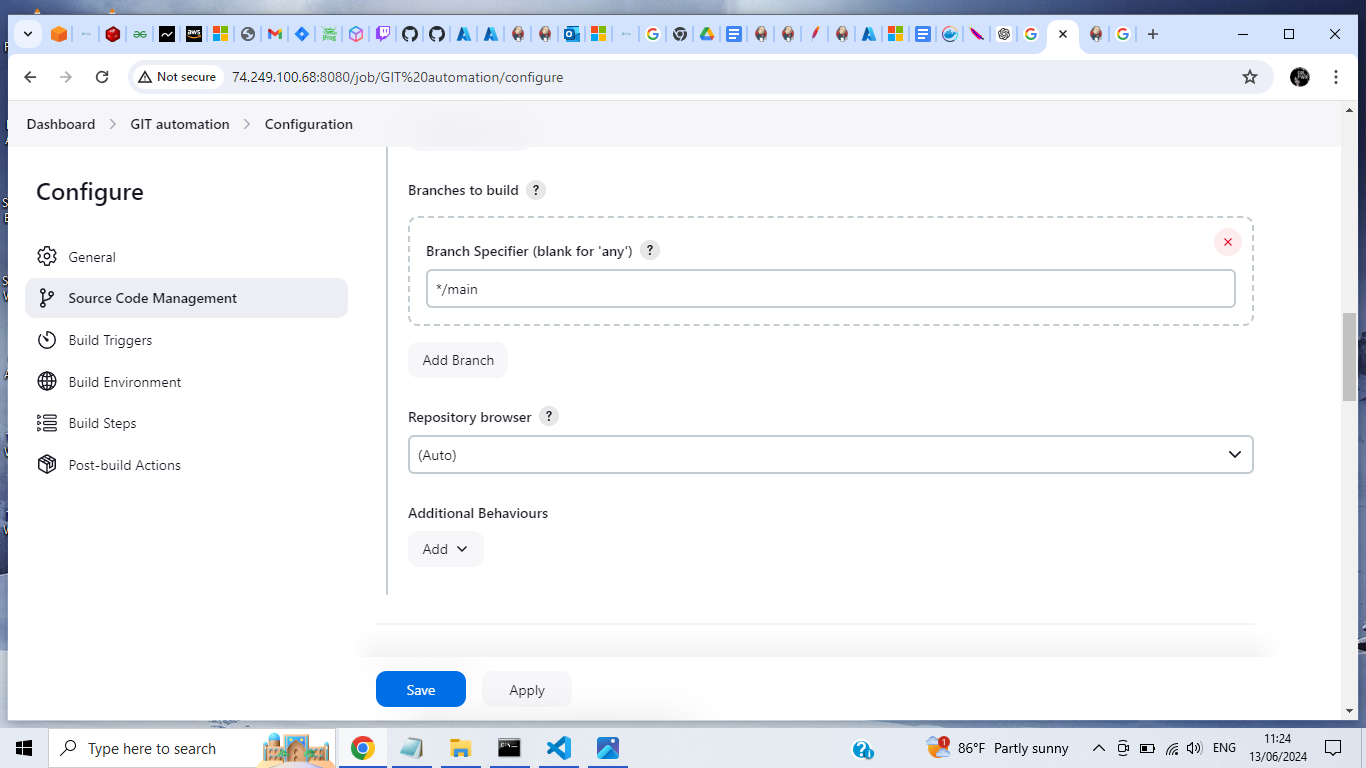 Not secure
74.249.100.68:8080/job/GIT%20automation/configure
Dashboard
GIT automation
Configuration
Configure
General
Source Code Management
Build Triggers
Build Environment
Build Steps
Post-build Actions
Branches to build ?
Branch Specifier (blank for 'any') ?
*/main
Add Branch
Repository browser ?
(Auto)
Additional Behaviours
Add
Save
Apply
Type here to search
1
86°F Partly sunny
ENG
11:24
13/06/2024